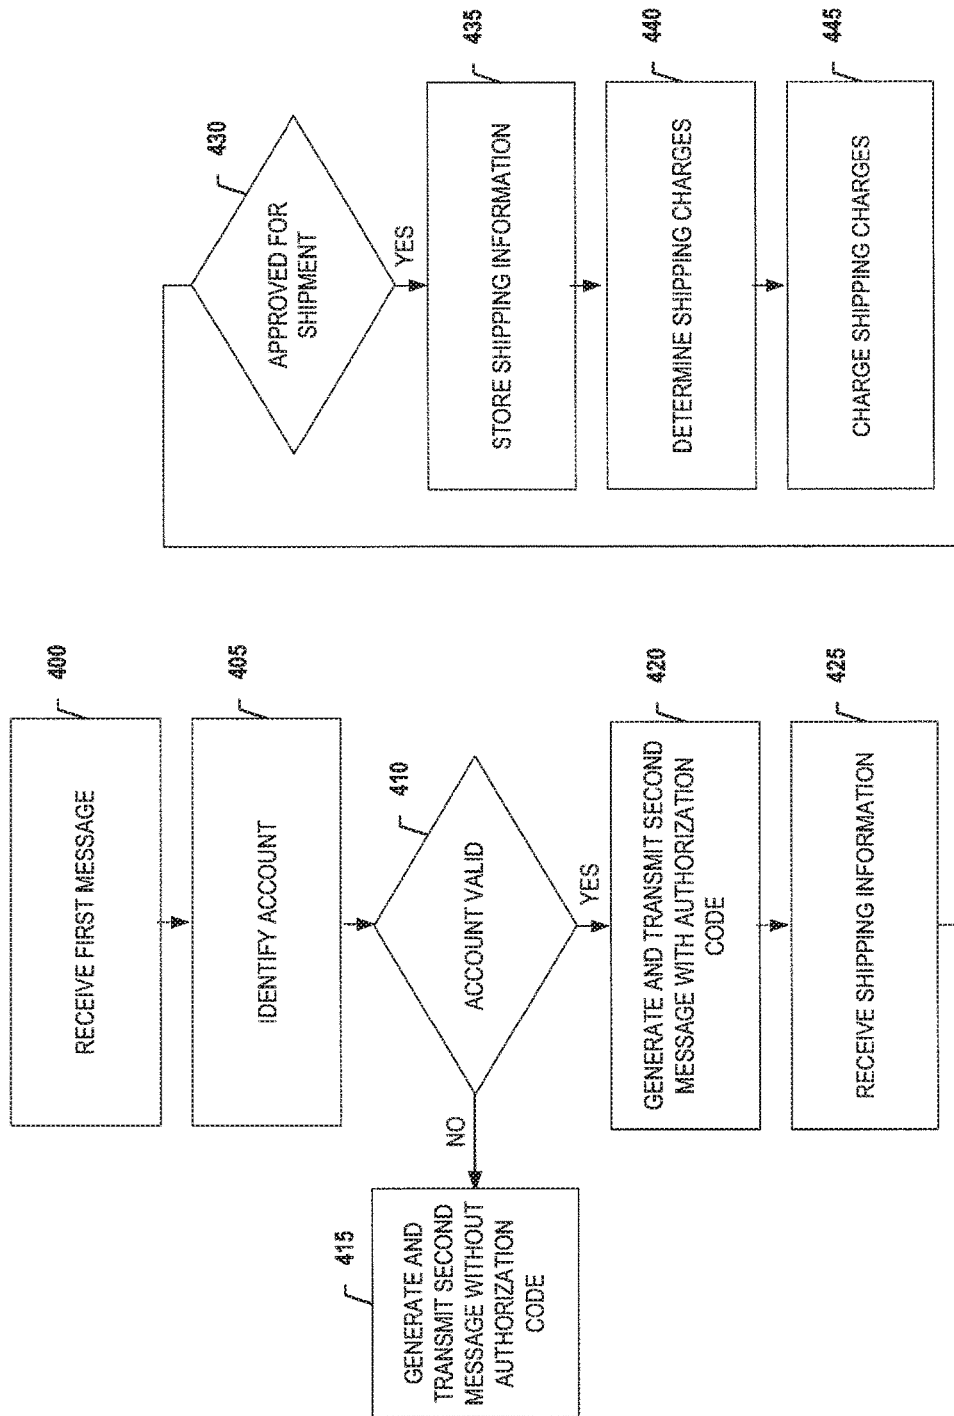 400
RECEIVE FIRST MESSAGE
405
IDENTIFY ACCOUNT
410
ACCOUNT VALID
NO
YES
415
GENERATE AND
TRANSMIT SECOND
MESSAGE WITHOUT
AUTHORIZATION
CODE
420
GENERATE AND TRANSMIT SECOND
MESSAGE WITH AUTHORIZATION
CODE
425
RECEIVE SHIPPING INFORMATION
430
APPROVED FOR
SHIPMENT
YES
435
STORE SHIPPING INFORMATION
440
DETERMINE SHIPPING CHARGES
445
CHARGE SHIPPING CHARGES